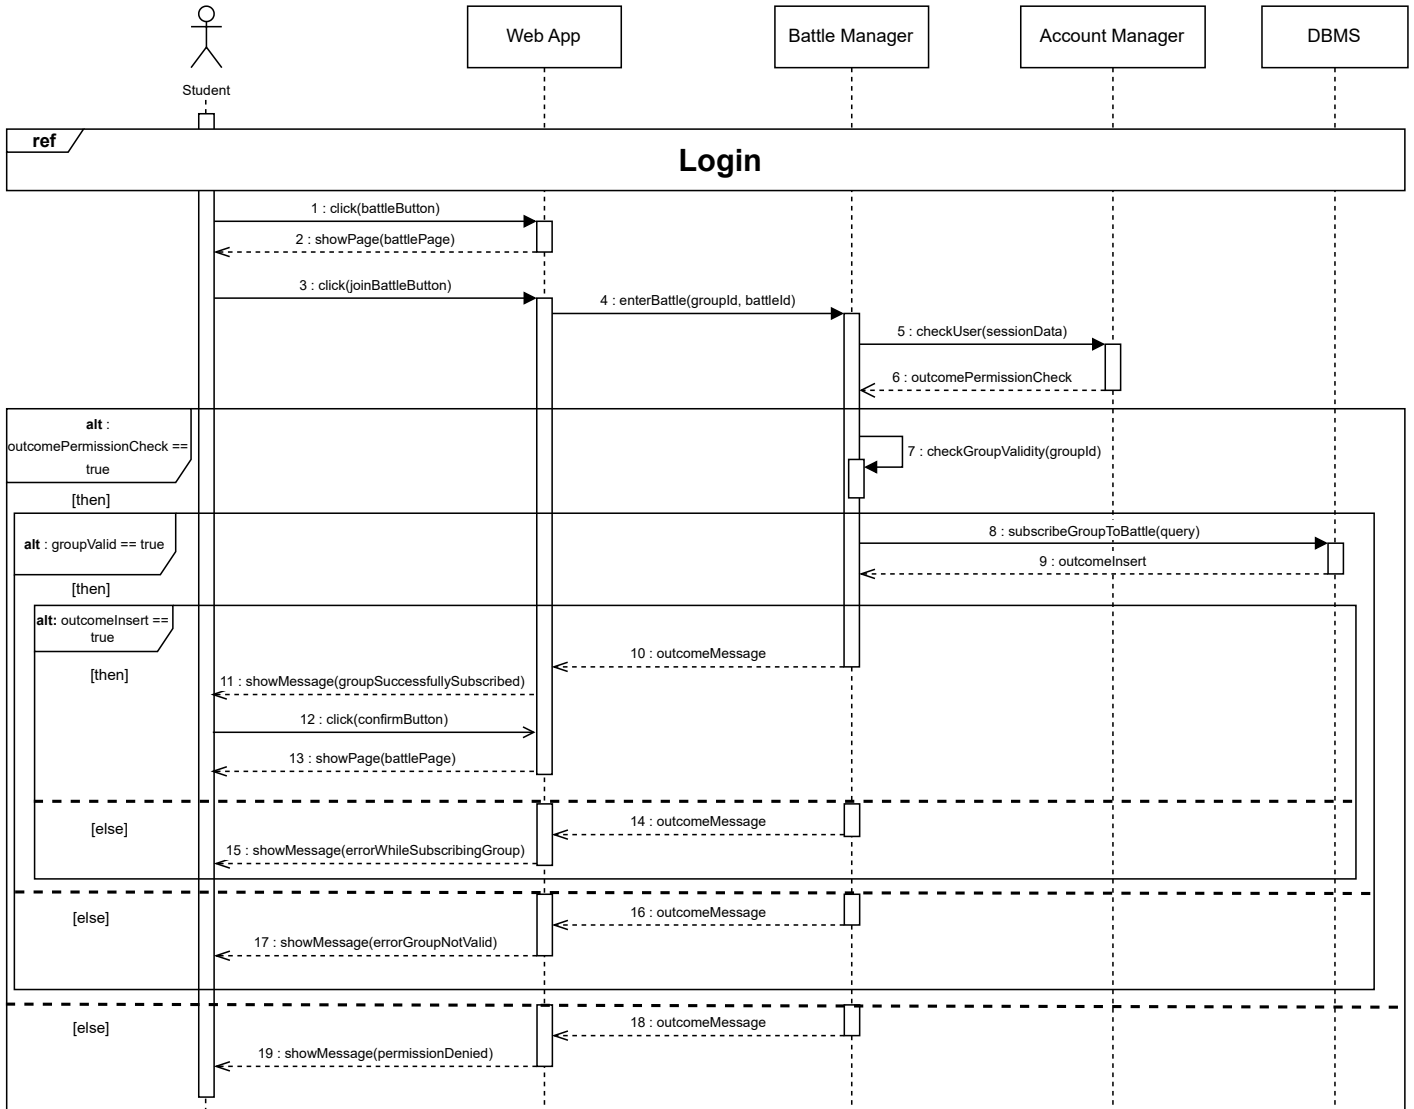 Student
Web App
Battle Manager
Account Manager
DBMS
ref
Login
1 : click(battleButton)
2 : showPage(battlePage)
3 : click(joinBattleButton)
4 : enterBattle(groupId, battleId)
5 : checkUser(sessionData)
6 : outcomePermissionCheck
alt :
outcomePermissionCheck ==
true
7 : checkGroupValidity(groupId)
[then]
alt : groupValid == true
8 : subscribeGroupToBattle(query)
9 : outcomeInsert
[then]
alt: outcomeInsert ==
true
10 : outcomeMessage
[then]
11 : showMessage(groupSuccessfullySubscribed)
12 : click(confirmButton)
13 : showPage(battlePage)
[else]
14 : outcomeMessage
15 : showMessage(errorWhileSubscribingGroup)
[else]
16 : outcomeMessage
17 : showMessage(errorGroupNotValid)
[else]
18 : outcomeMessage
19 : showMessage(permissionDenied)